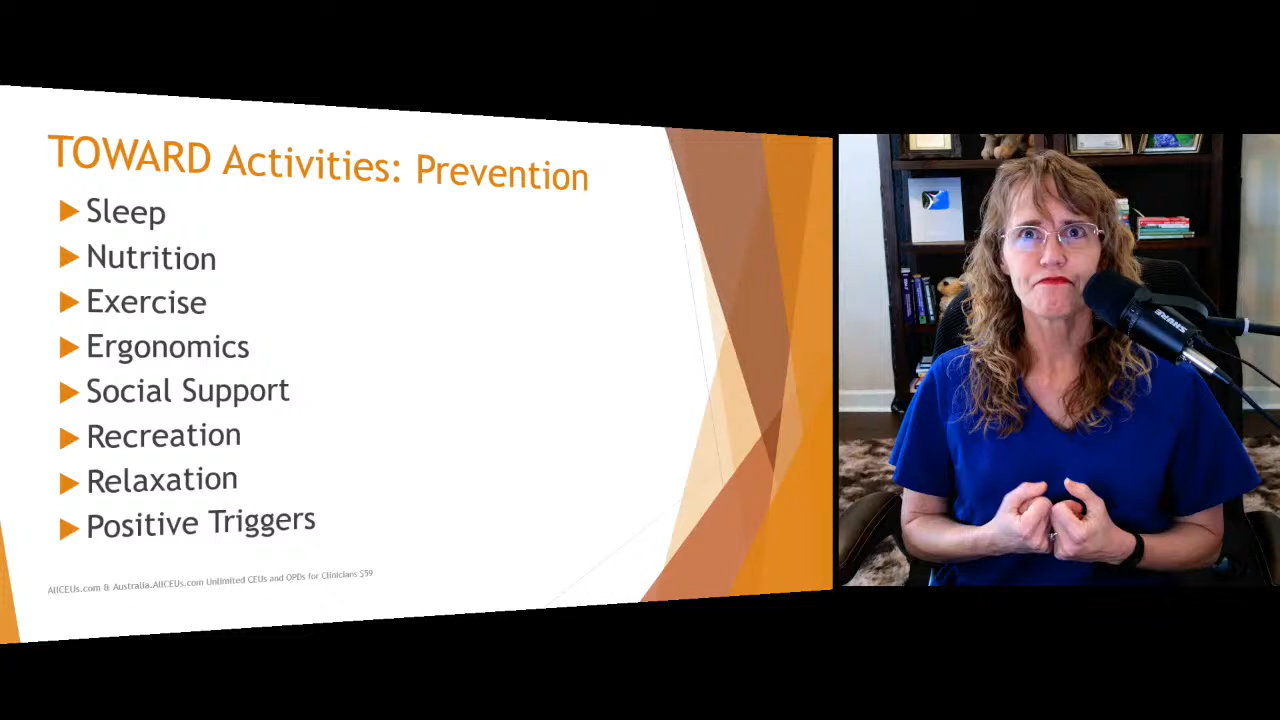 TOWARD Activities: Prevention
Sleep
Nutrition
Exercise
Ergonomics
Social Support
Recreation
Relaxation
Positive Triggers
AllCEUs.com & Australia.AllCEUs.com Unlimited CEUs and OPDs for Clinicians $59
SHURE